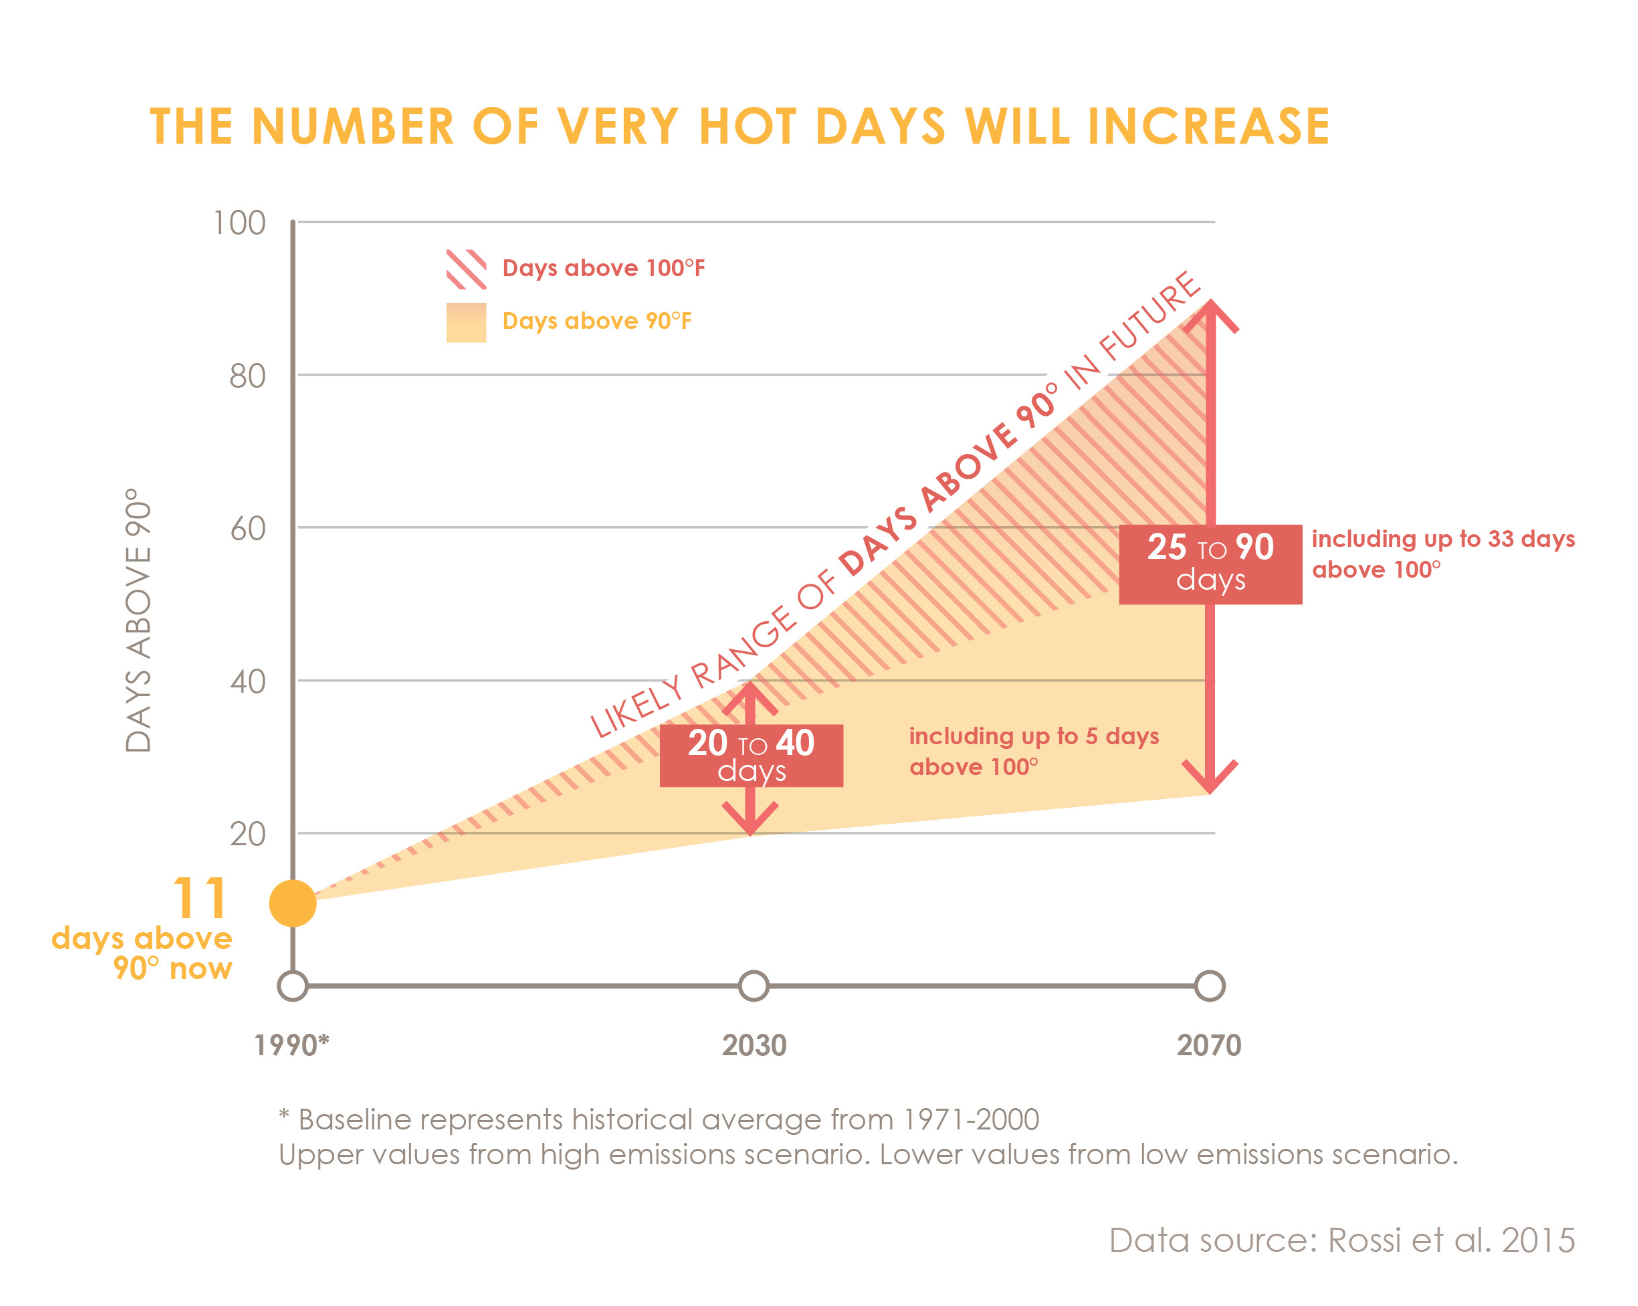 THE NUMBER OF VERY HOT DAYS WILL INCREASE
100
Days above 100°F
Days above 90°F
80
60
40
20
DAYS ABOVE 90°
LIKELY RANGE OF DAYS ABOVE 90° IN FUTURE
25 TO 90
days
including up to 33 days
above 100°
20 TO 40
days
including up to 5 days
above 100°
11
days above
90° now
1990*
2030
2070
* Baseline represents historical average from 1971-2000
Upper values from high emissions scenario. Lower values from low emissions scenario.
Data source: Rossi et al. 2015